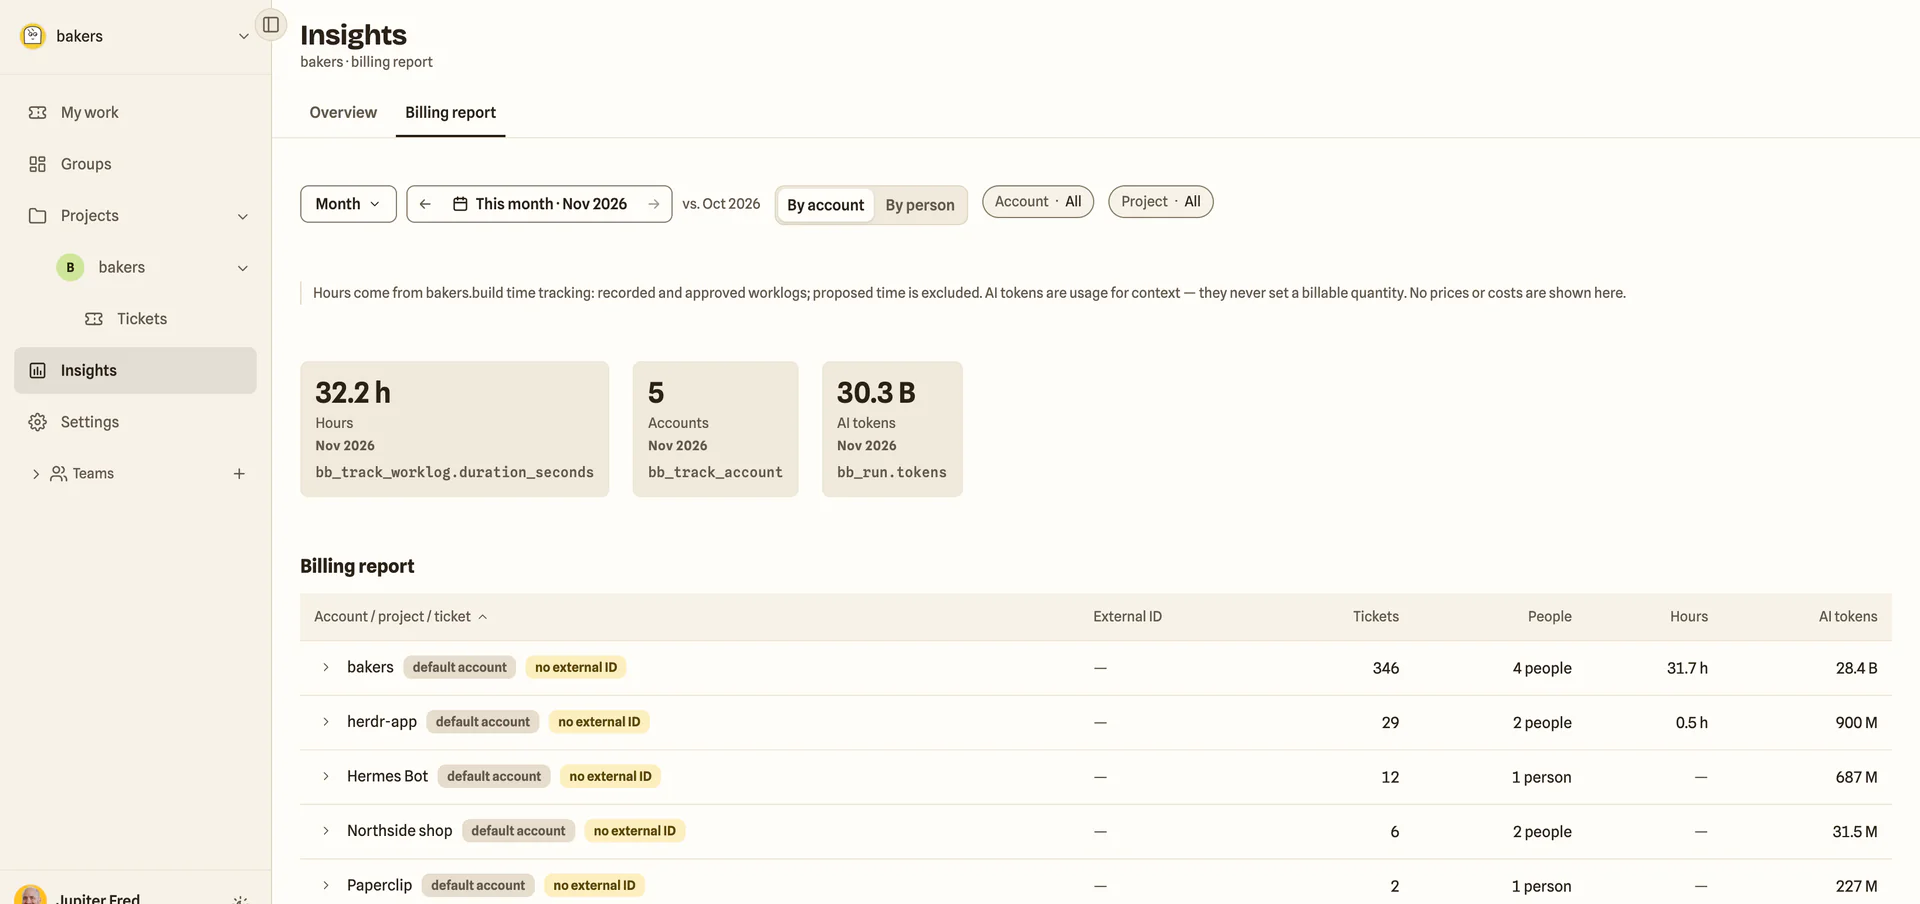 bakers
My work
Groups
Projects
B bakers
Tickets
Insights
Settings
Teams
Jupiter Fred
Insights
bakers · billing report
Overview Billing report
Month This month · Nov 2026 vs. Oct 2026 By account By person Account · All Project · All
Hours come from bakers.build time tracking: recorded and approved worklogs; proposed time is excluded. AI tokens are usage for context — they never set a billable quantity. No prices or costs are shown here.
32.2 h
Hours
Nov 2026
bb_track_worklog.duration_seconds
5
Accounts
Nov 2026
bb_track_account
30.3 B
AI tokens
Nov 2026
bb_run.tokens
Billing report
Account / project / ticket External ID Tickets People Hours AI tokens
bakers default account no external ID — 346 4 people 31.7 h 28.4 B
herdr-app default account no external ID — 29 2 people 0.5 h 900 M
Hermes Bot default account no external ID — 12 1 person — 687 M
Northside shop default account no external ID — 6 2 people — 31.5 M
Paperclip default account no external ID — 2 1 person — 227 M